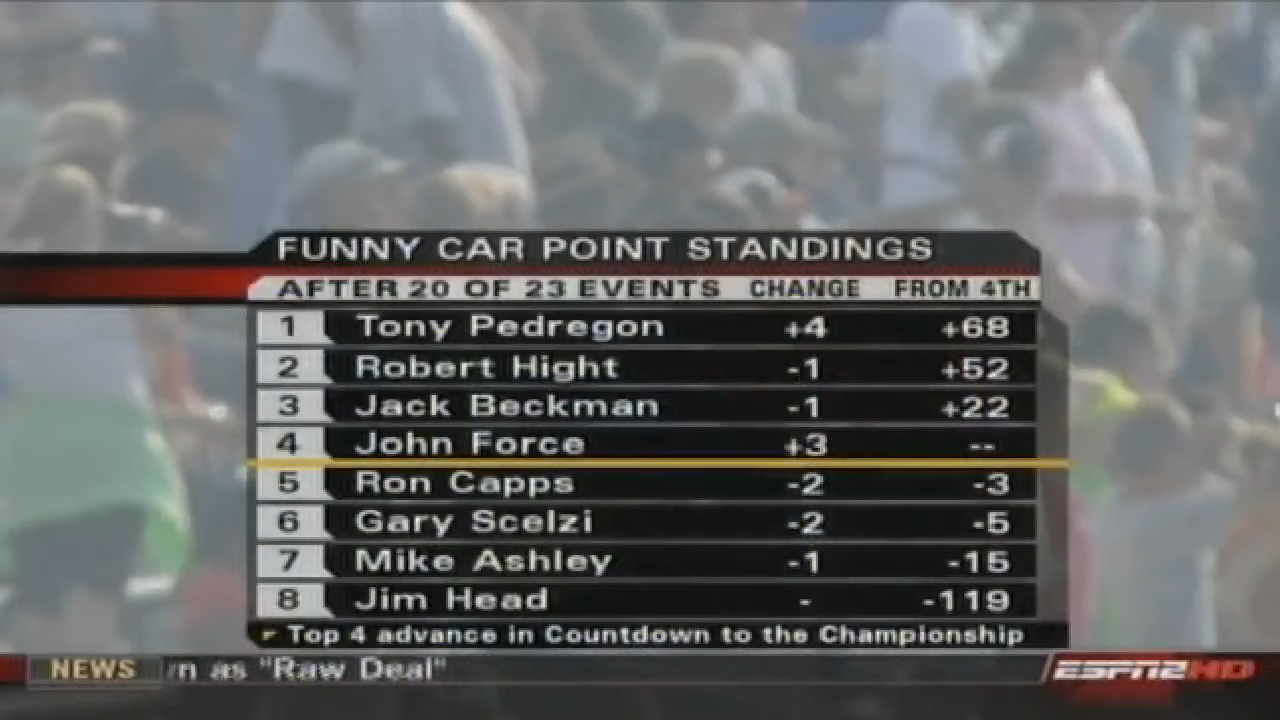 FUNNY CAR POINT STANDINGS
AFTER 20 OF 23 EVENTS CHANGE FROM 4TH
1 Tony Pedregon +4 +68
2 Robert Hight -1 +52
3 Jack Beckman -1 +22
4 John Force +3 --
5 Ron Capps -2 -3
6 Gary Scelzi -2 -5
7 Mike Ashley -1 -15
8 Jim Head - -119
Top 4 advance in Countdown to the Championship
NEWS as "Raw Deal" ESPN2HD